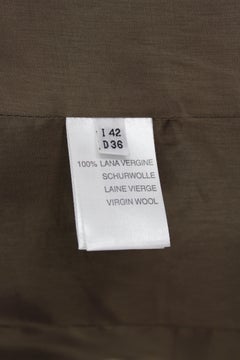 I 42
D 36
100% LANA VERGINE
SCHURWOLLE
LAINE VIERGE
VIRGIN WOOL